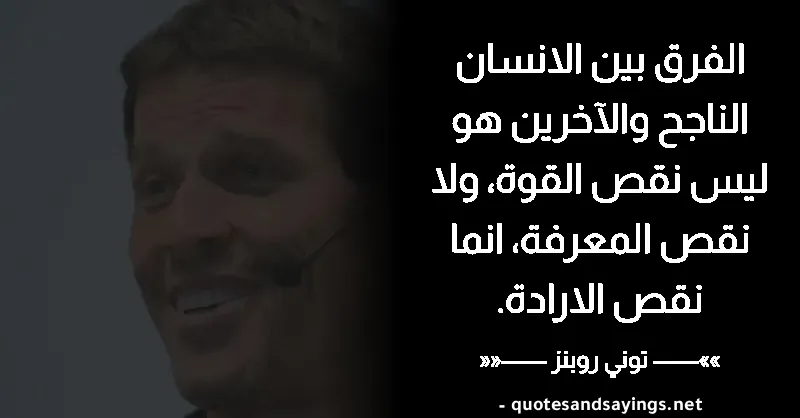 الفرق بين الانسان
الناجح والآخرين هو
ليس نقص القوة، ولا
نقص المعرفة، انما
نقص الارادة.
»»—— توني روبنز ——««
- quotesandsayings.net